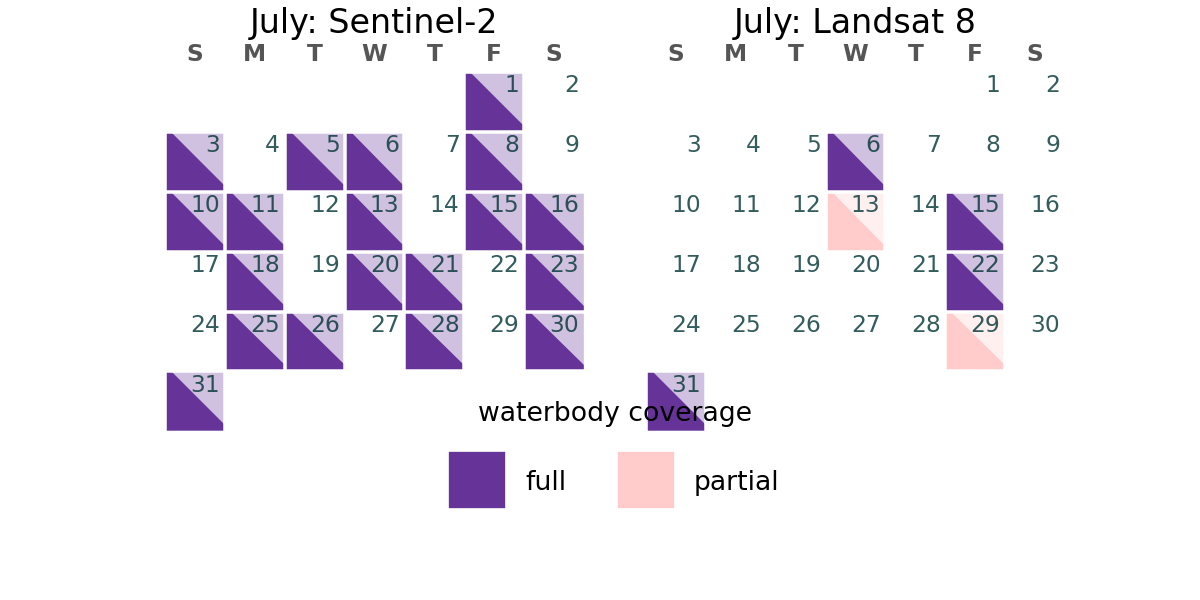 July: Sentinel-2
S M T W T F S
1 2
3 4 5 6 7 8 9
10 11 12 13 14 15 16
17 18 19 20 21 22 23
24 25 26 27 28 29 30
31
July: Landsat 8
S M T W T F S
1 2
3 4 5 6 7 8 9
10 11 12 13 14 15 16
17 18 19 20 21 22 23
24 25 26 27 28 29 30
31
waterbody coverage
full
partial